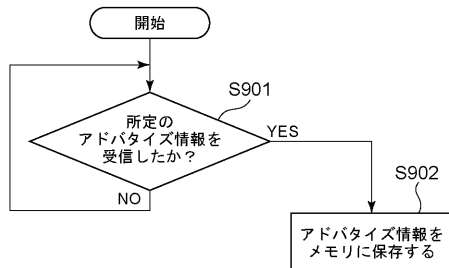 開始
S901
所定の
アドバタイズ情報を
受信したか？
YES
NO
S902
アドバタイズ情報を
メモリに保存する